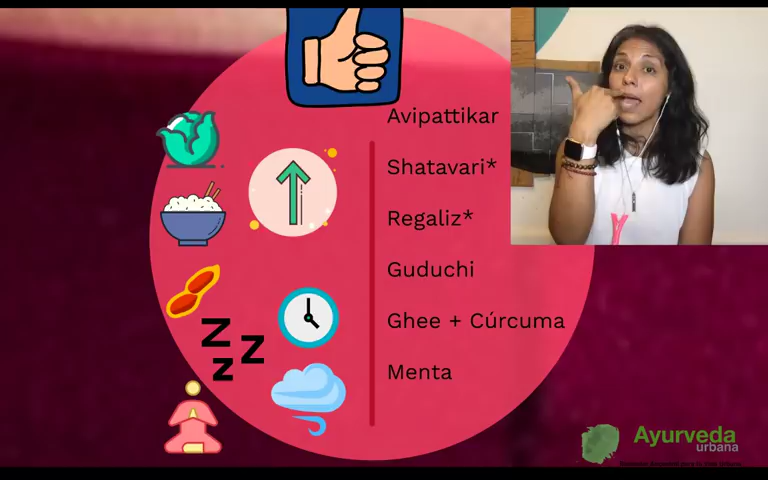 Avipattikar
Shatavari*
Regaliz*
Guduchi
Ghee + Cúrcuma
Menta
Z
Z
Z
Ayurveda
urbana